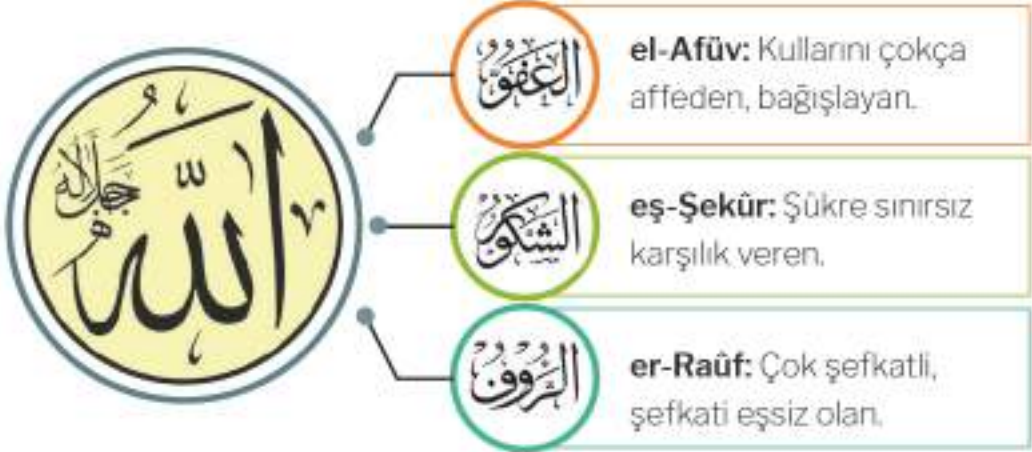 الله
جل جلاله
العفو
el-Afüv: Kullarını çokça
affeden, bağışlayan.
الشكور
eş-Şekûr: Şükre sınırsız
karşılık veren.
الرؤوف
er-Raûf: Çok şefkatli,
şefkati eşsiz olan.